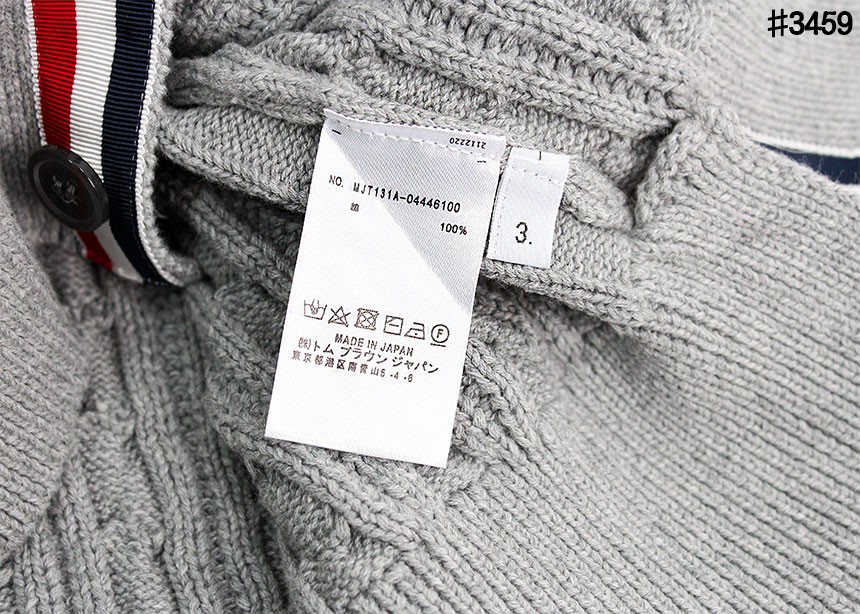 #3459
2112220
NO. MJT131A-04446100
綿
100%
3.
MADE IN JAPAN
㈱トム ブラウン ジャパン
東京都港区南青山5-4-6